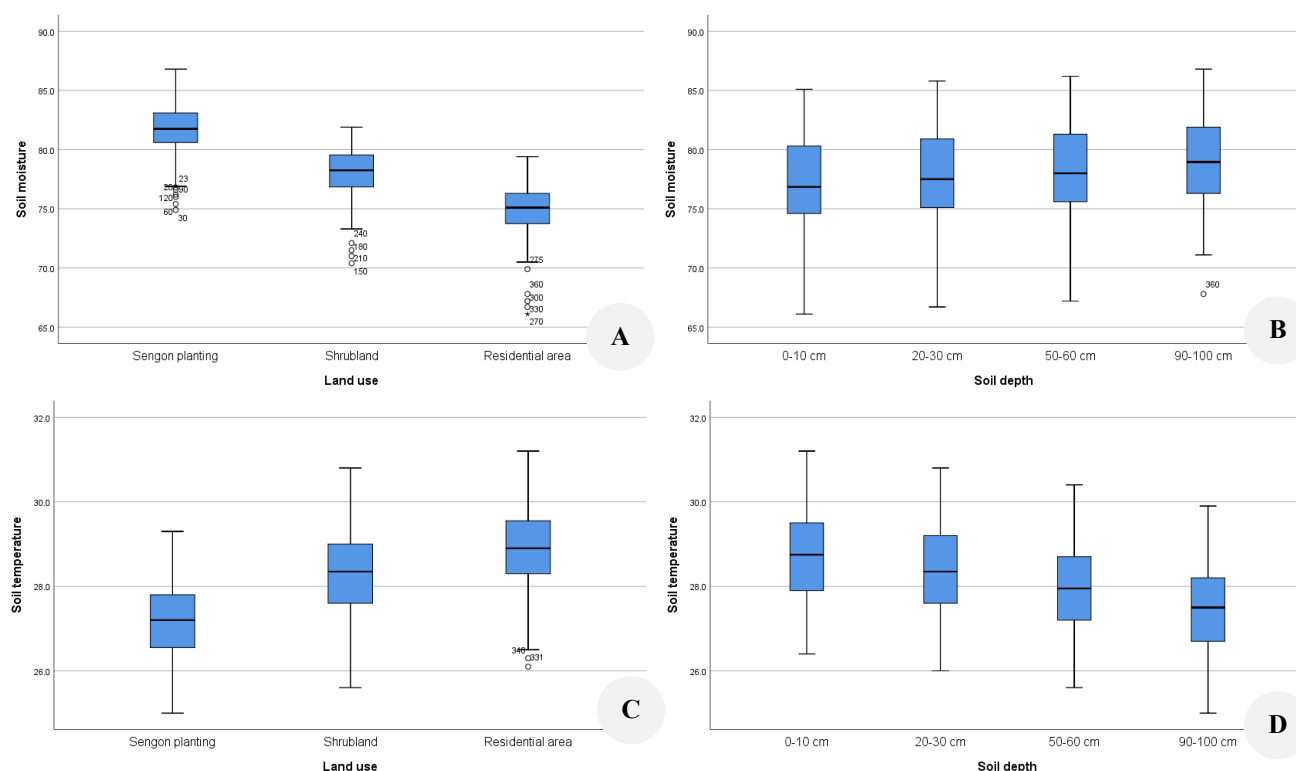 90.0
85.0
80.0
75.0
70.0
65.0
Soil moisture
23
90
120
60
30
240
180
210
150
275
360
300
330
270
Sengon planting
Shrubland
Residential area
Land use
A
90.0
85.0
80.0
75.0
70.0
65.0
Soil moisture
360
0-10 cm
20-30 cm
50-60 cm
90-100 cm
Soil depth
B
32.0
30.0
28.0
26.0
Soil temperature
340
331
Sengon planting
Shrubland
Residential area
Land use
C
32.0
30.0
28.0
26.0
Soil temperature
0-10 cm
20-30 cm
50-60 cm
90-100 cm
Soil depth
D